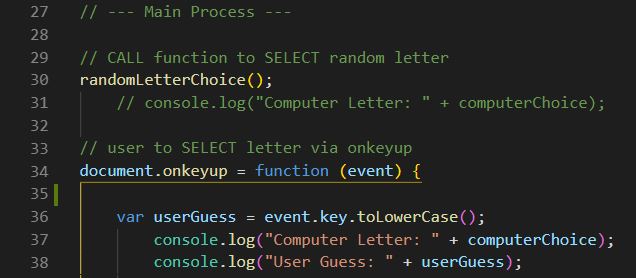 27 // --- Main Process ---
28
29 // CALL function to SELECT random letter
30 randomLetterChoice();
31 // console.log("Computer Letter: " + computerChoice);
32
33 // user to SELECT letter via onkeyup
34 document.onkeyup = function (event) {
35
36 var userGuess = event.key.toLowerCase();
37 console.log("Computer Letter: " + computerChoice);
38 console.log("User Guess: " + userGuess);